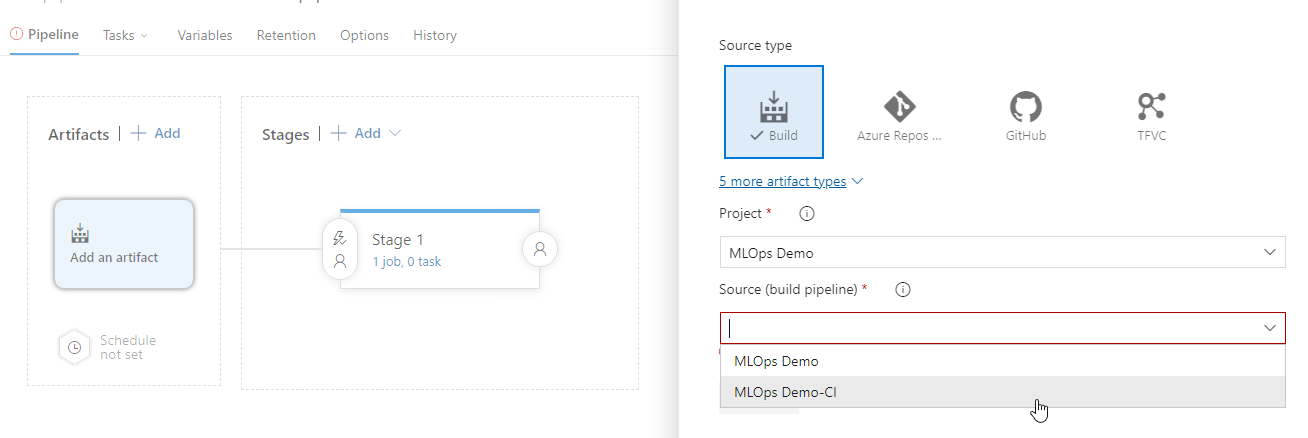 Pipeline
Tasks
Variables
Retention
Options
History
Artifacts | + Add
Stages | + Add
Add an artifact
Schedule
not set
Stage 1
1 job, 0 task
Source type
Build
Azure Repos ...
GitHub
TFVC
5 more artifact types
Project *
MLOps Demo
Source (build pipeline) *
MLOps Demo
MLOps Demo-CI